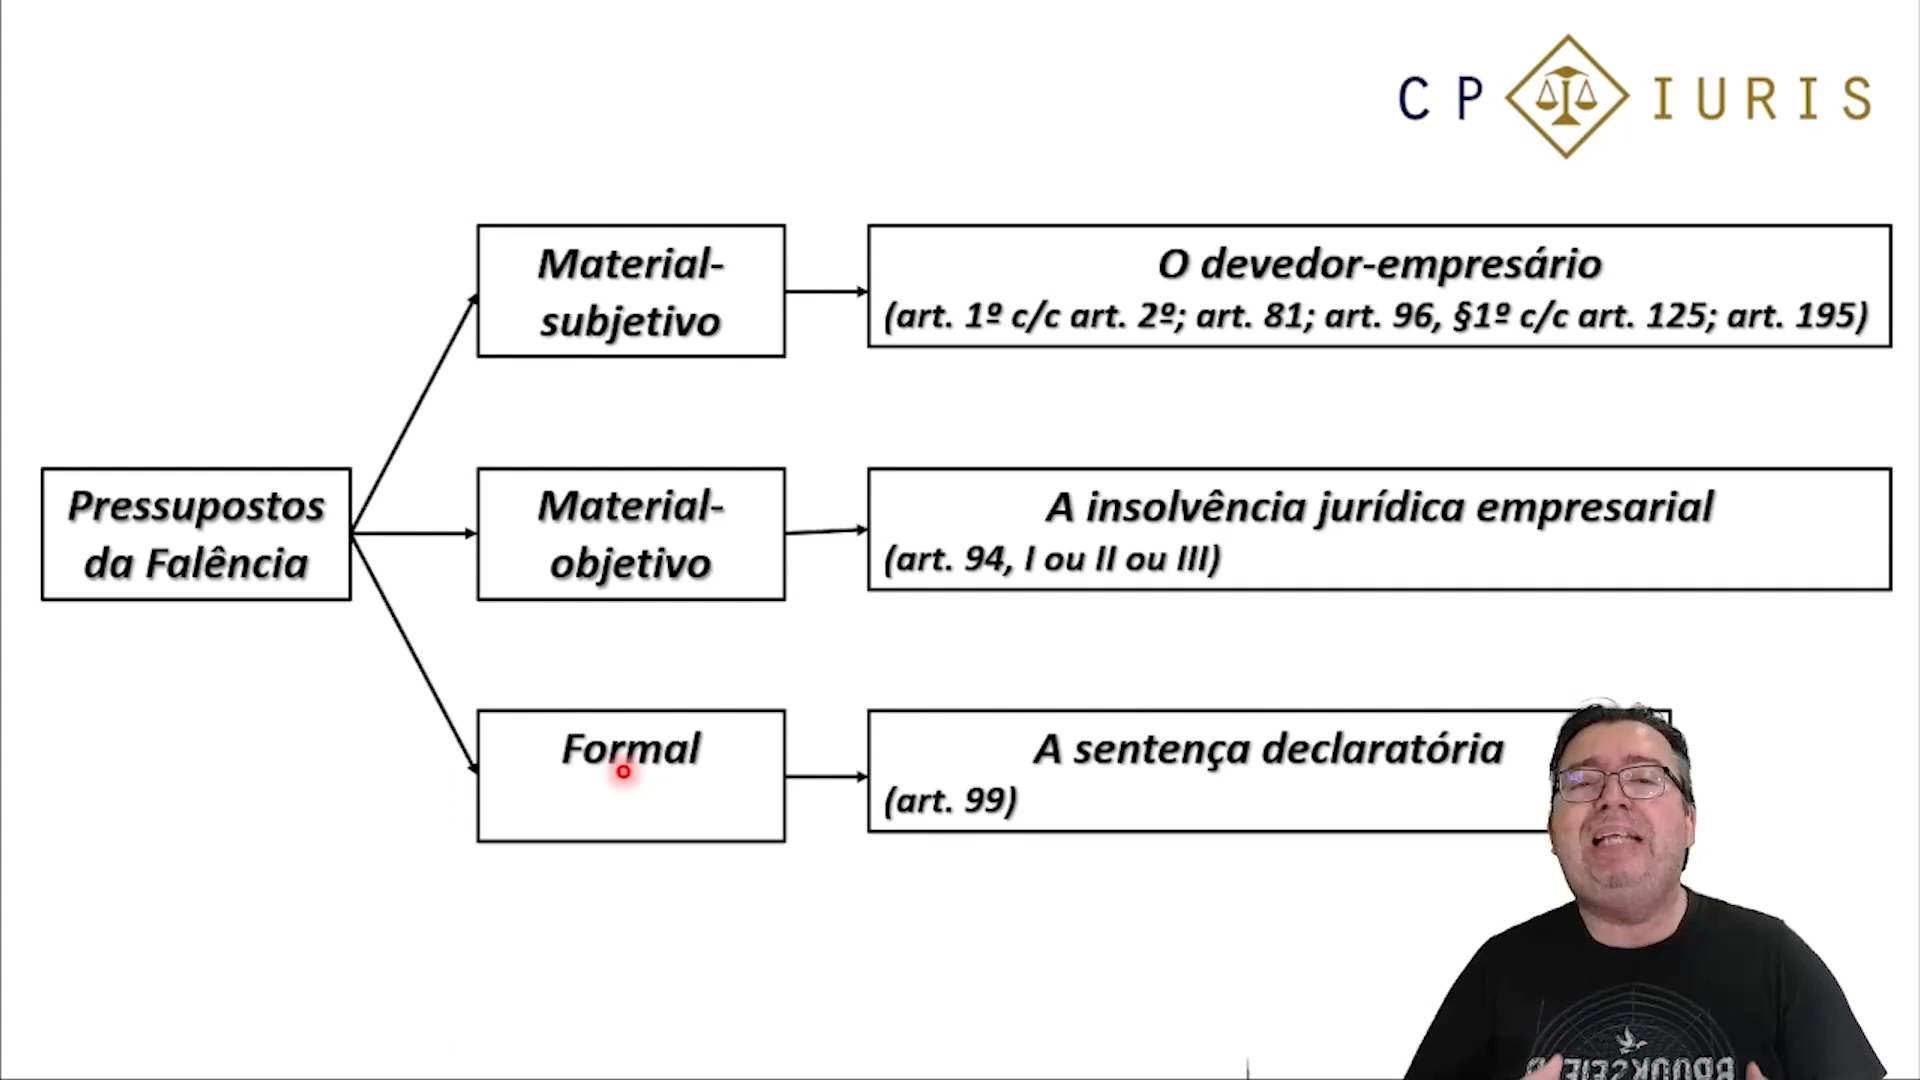 CP IURIS
Material-
subjetivo
O devedor-empresário
(art. 1º c/c art. 2º; art. 81; art. 96, §1º c/c art. 125; art. 195)
Pressupostos
da Falência
Material-
objetivo
A insolvência jurídica empresarial
(art. 94, I ou II ou III)
Formal
A sentença declaratória
(art. 99)